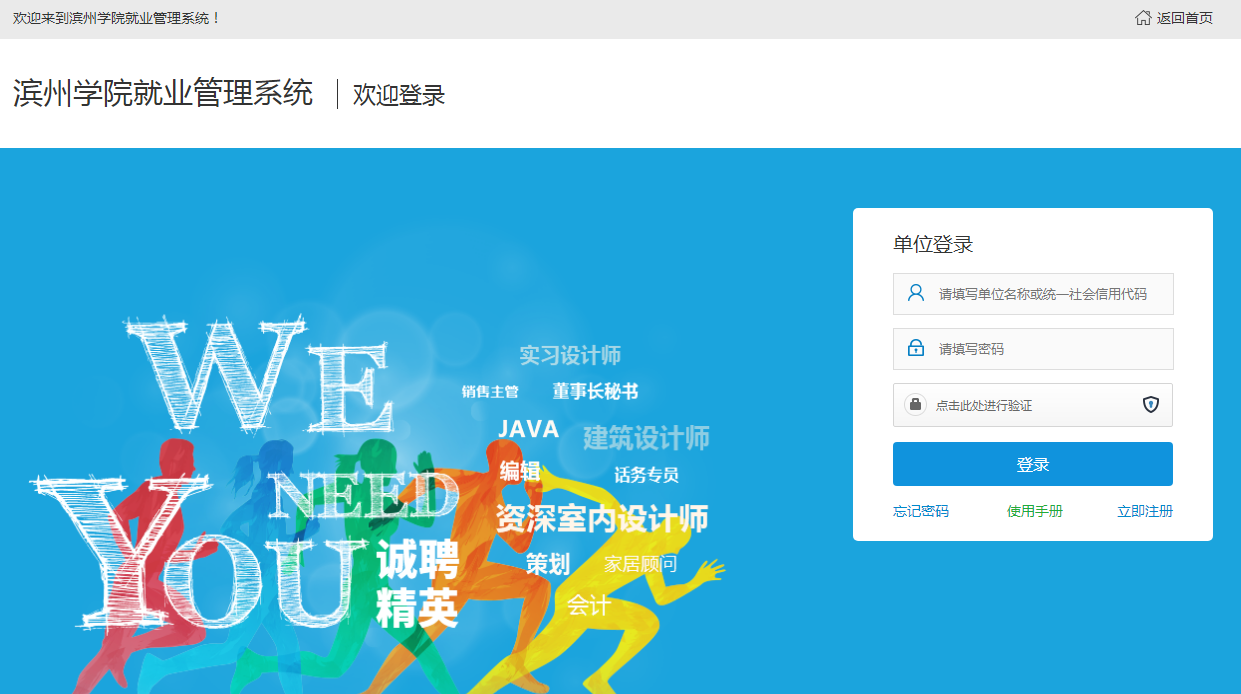 欢迎来到滨州学院就业管理系统！
返回首页
滨州学院就业管理系统
欢迎登录
单位登录
请填写单位名称或统一社会信用代码
请填写密码
点击此处进行验证
登录
忘记密码 使用手册 立即注册
WE
NEED
YOU
诚聘
精英
实习设计师
销售主管 董事长秘书
JAVA 建筑设计师
编辑 话务专员
资深室内设计师
策划 家居顾问
会计